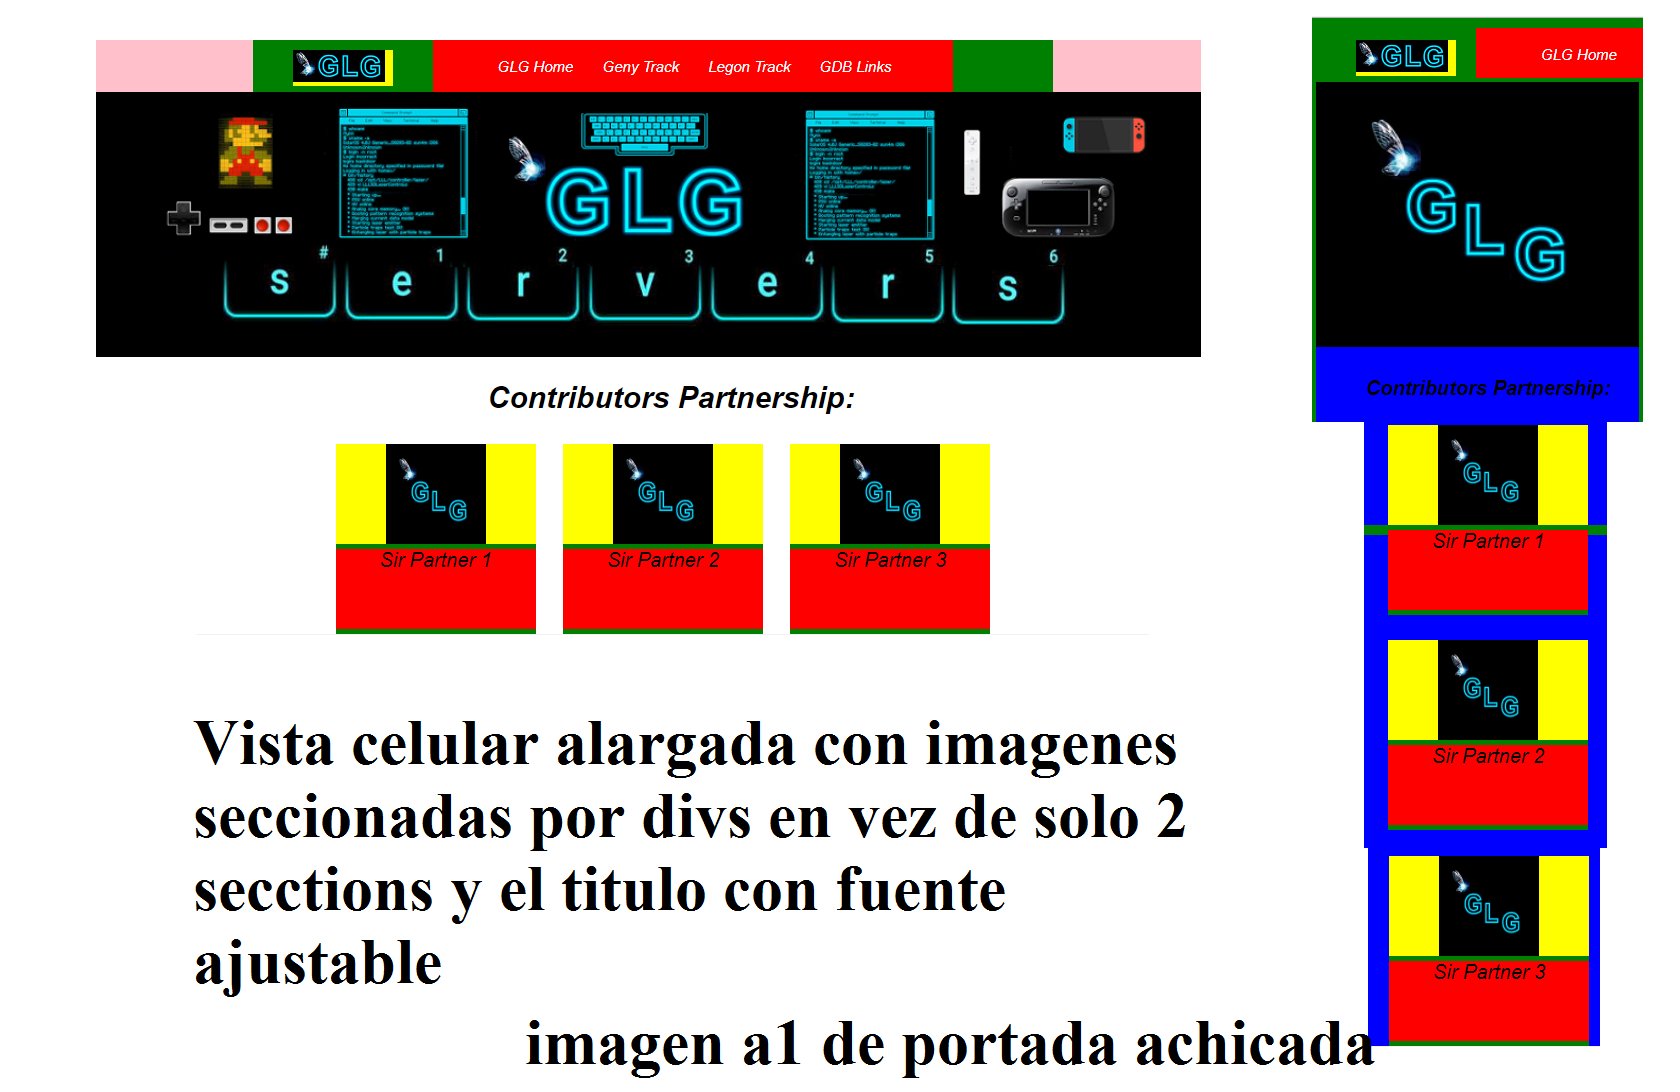 GLG
GLG Home Geny Track Legon Track GDB Links
GLG
# 1 2 3 4 5 6
s e r v e r s
Contributors Partnership:
GLG GLG GLG
Sir Partner 1 Sir Partner 2 Sir Partner 3
Vista celular alargada con imagenes
seccionadas por divs en vez de solo 2
secctions y el titulo con fuente
ajustable
imagen a1 de portada achicada
GLG
GLG Home
GLG
Contributors Partnership:
GLG
Sir Partner 1
GLG
Sir Partner 2
GLG
Sir Partner 3